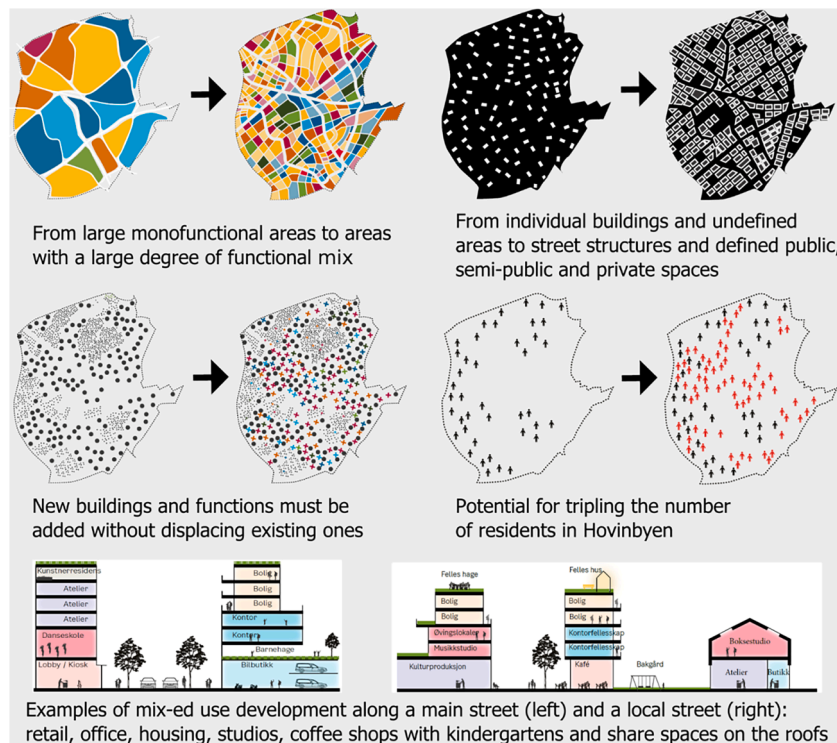 From large monofunctional areas to areas
with a large degree of functional mix
From individual buildings and undefined
areas to street structures and defined public,
semi-public and private spaces
New buildings and functions must be
added without displacing existing ones
Potential for tripling the number
of residents in Hovinbyen
Kunstnerresidens
Atelier
Atelier
Atelier
Danseskole
Lobby / Kiosk
Bolig
Bolig
Bolig
Kontor
Kontor
Barnehage
Bilbutikk
Felles hage
Bolig
Bolig
Øvingslokaler
Musikkstudio
Kulturproduksjon
Felles hus
Bolig
Bolig
Kontorfellesskap
Kontorfellesskap
Kafé
Bakgård
Boksestudio
Atelier
Butikk
Examples of mix-ed use development along a main street (left) and a local street (right):
retail, office, housing, studios, coffee shops with kindergartens and share spaces on the roofs